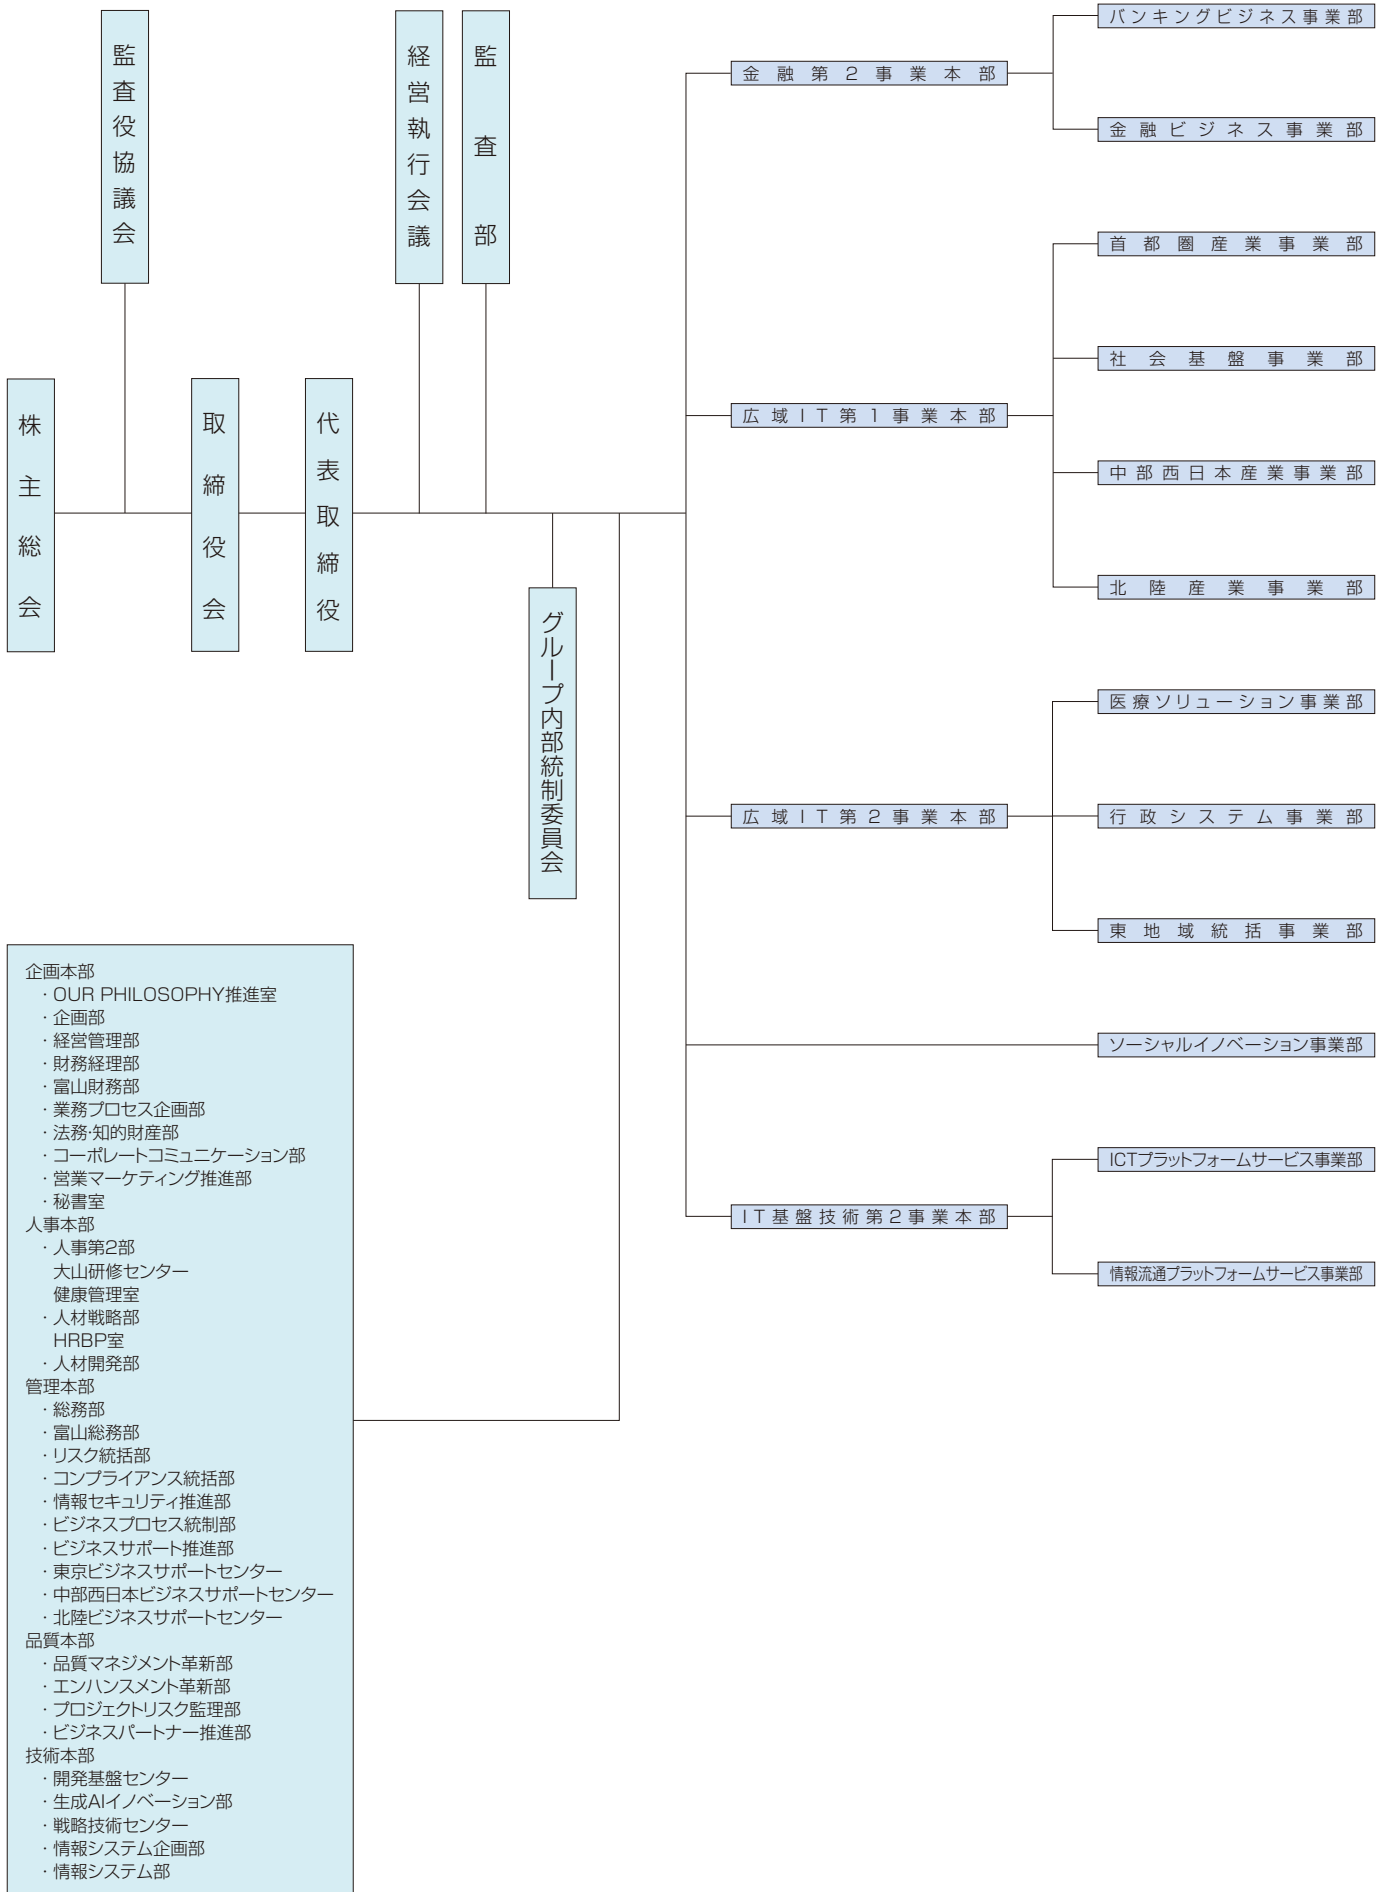 監査役協議会
経営執行会議
監査部
株主総会
取締役会
代表取締役
グループ内部統制委員会
金融第2事業本部
バンキングビジネス事業部
金融ビジネス事業部
広域IT第1事業本部
首都圏産業事業部
社会基盤事業部
中部西日本産業事業部
北陸産業事業部
広域IT第2事業本部
医療ソリューション事業部
行政システム事業部
東地域統括事業部
ソーシャルイノベーション事業部
IT基盤技術第2事業本部
ICTプラットフォームサービス事業部
情報流通プラットフォームサービス事業部
企画本部
・OUR PHILOSOPHY推進室
・企画部
・経営管理部
・財務経理部
・富山財務部
・業務プロセス企画部
・法務・知的財産部
・コーポレートコミュニケーション部
・営業マーケティング推進部
・秘書室
人事本部
・人事第2部
大山研修センター
健康管理室
・人材戦略部
HRBP室
・人材開発部
管理本部
・総務部
・富山総務部
・リスク統括部
・コンプライアンス統括部
・情報セキュリティ推進部
・ビジネスプロセス統制部
・ビジネスサポート推進部
・東京ビジネスサポートセンター
・中部西日本ビジネスサポートセンター
・北陸ビジネスサポートセンター
品質本部
・品質マネジメント革新部
・エンハンスメント革新部
・プロジェクトリスク監理部
・ビジネスパートナー推進部
技術本部
・開発基盤センター
・生成AIイノベーション部
・戦略技術センター
・情報システム企画部
・情報システム部